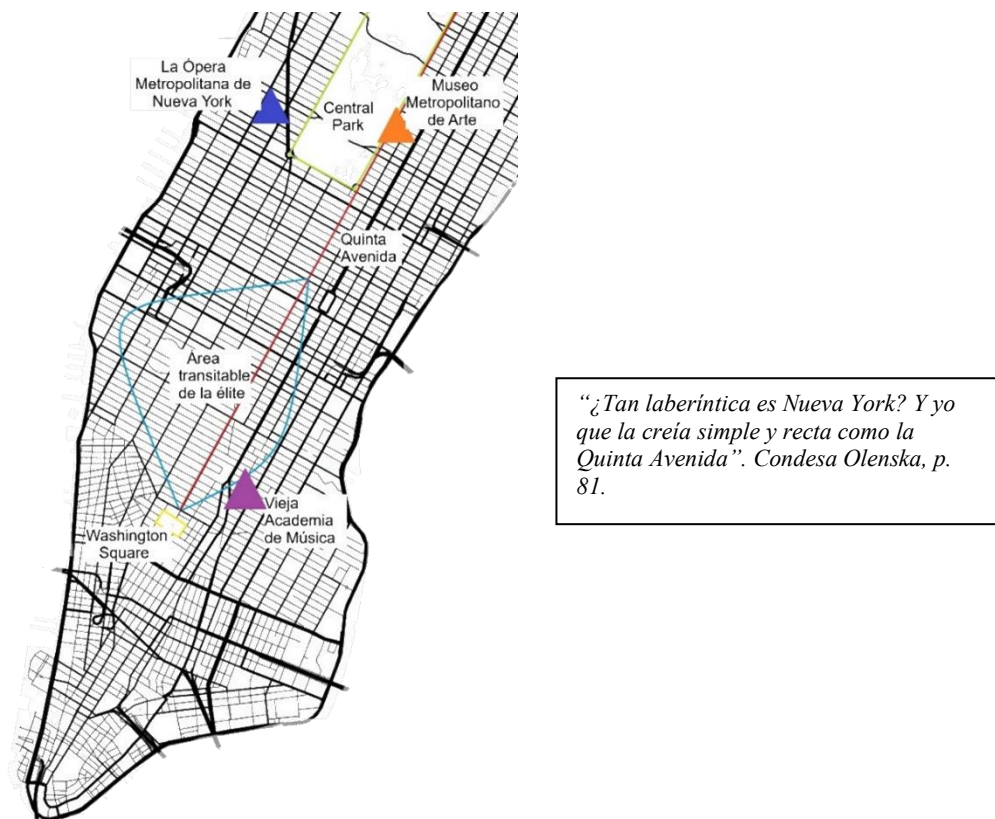 La Ópera
Metropolitana de
Nueva York
Central
Park
Museo
Metropolitano
de Arte
Quinta
Avenida
Área
transitable
de la élite
Vieja
Academia
de Música
Washington
Square
“¿Tan laberíntica es Nueva York? Y yo
que la creía simple y recta como la
Quinta Avenida”. Condesa Olenska, p.
81.